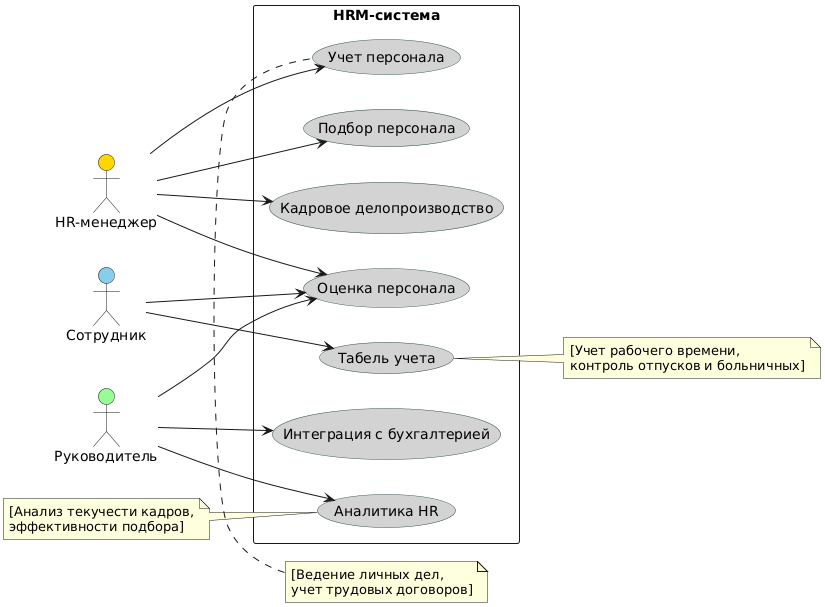 HRM-система
Учет персонала
Подбор персонала
HR-менеджер
Кадровое делопроизводство
Оценка персонала
Сотрудник
Табель учета
[Учет рабочего времени,
контроль отпусков и больничных]
Руководитель
Интеграция с бухгалтерией
[Анализ текучести кадров,
эффективности подбора]
Аналитика HR
[Ведение личных дел,
учет трудовых договоров]